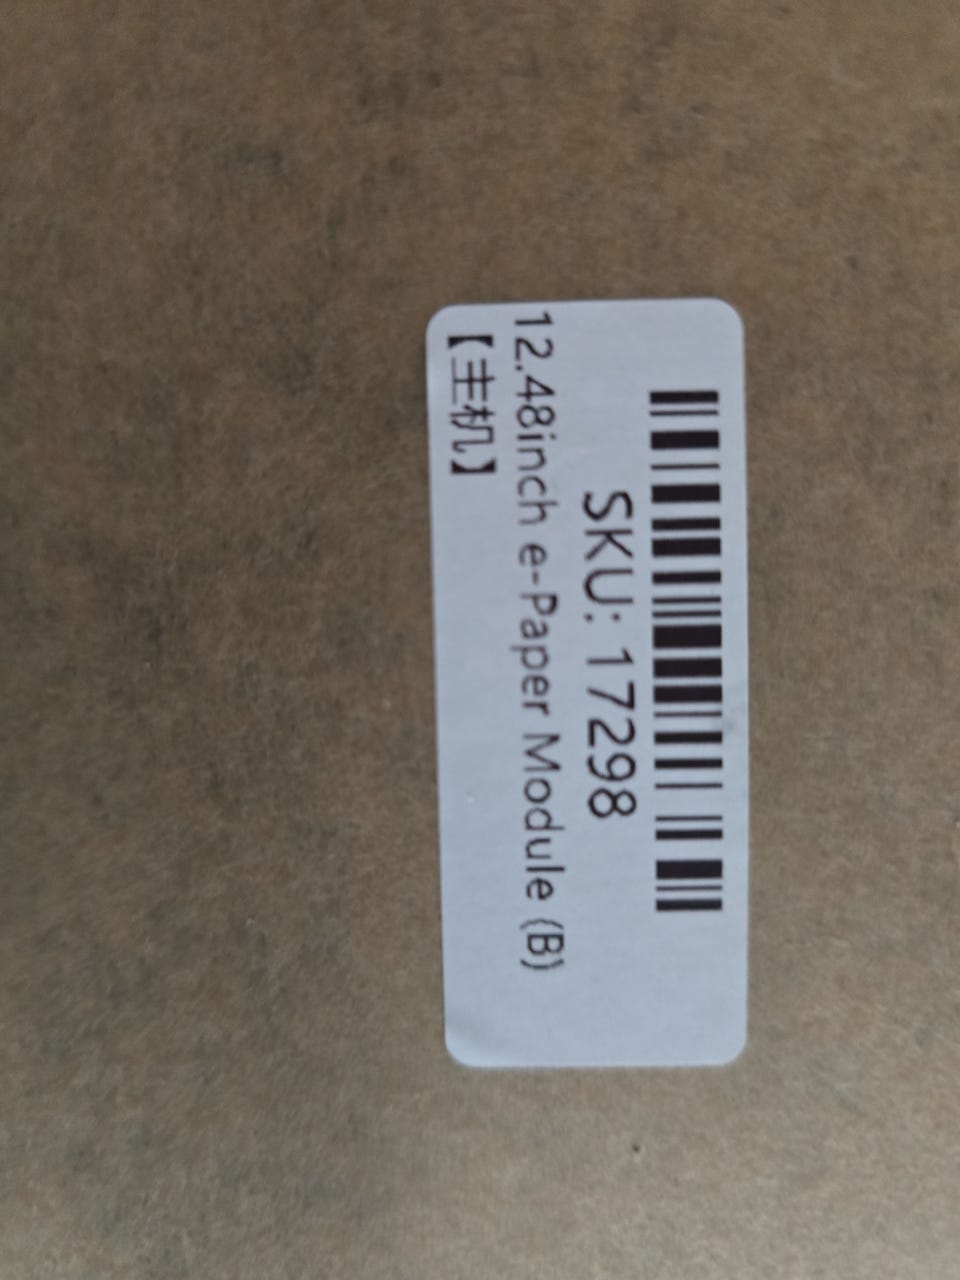 SKU: 17298
12.48inch e-Paper Module (B)
【主机】